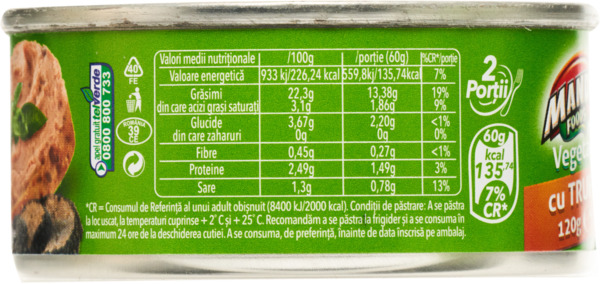 apel gratuit telverde
0800 800 733
40
FE
ROMÂNIA
39
CE
Valori medii nutriționale /100g /porție (60g) %CR*/porție
Valoare energetică 933 kj/226,24 kcal 559,8kj/135,74kcal 7%
Grăsimi 22,3g 13,38g 19%
din care acizi grași saturați 3,1g 1,86g 9%
Glucide 3,67g 2,20g <1%
din care zaharuri 0g 0g 0%
Fibre 0,45g 0,27g <1%
Proteine 2,49g 1,49g 3%
Sare 1,3g 0,78g 13%
2
Porții
60g
kcal
135,74
7%
CR*
*CR = Consumul de Referință al unui adult obișnuit (8400 kJ/2000 kcal). Condiții de păstrare: A se păstra
la loc uscat, la temperaturi cuprinse + 2°C și + 25°C. Recomandăm a se păstra la frigider și a se consuma în
maximum 24 ore de la deschiderea cutiei. A se consuma, de preferință, înainte de data înscrisă pe ambalaj.
cu
120g